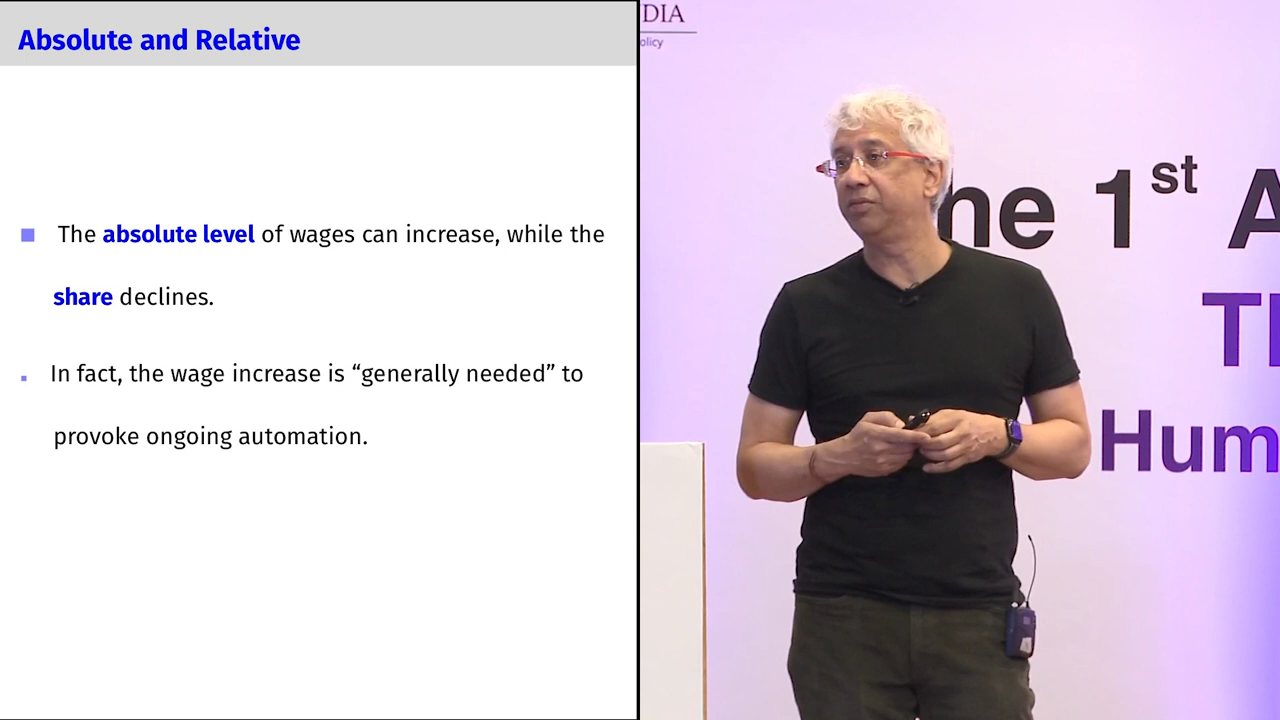 Absolute and Relative
The absolute level of wages can increase, while the
share declines.
In fact, the wage increase is “generally needed” to
provoke ongoing automation.
DIA
olicy
he 1st A
Th
Hum